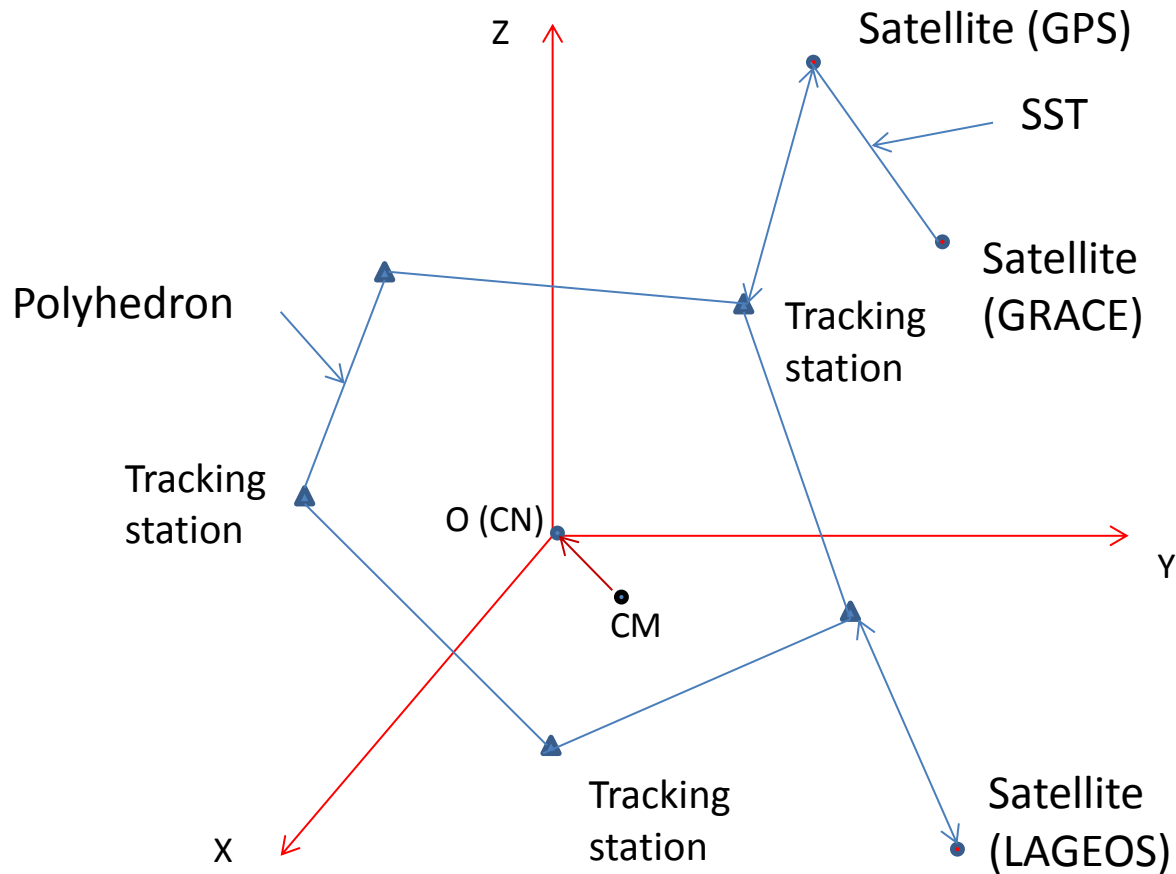 Z
Satellite (GPS)
SST
Satellite
(GRACE)
Polyhedron
Tracking
station
Tracking
station
O (CN)
Y
CM
Tracking
station
Satellite
(LAGEOS)
X